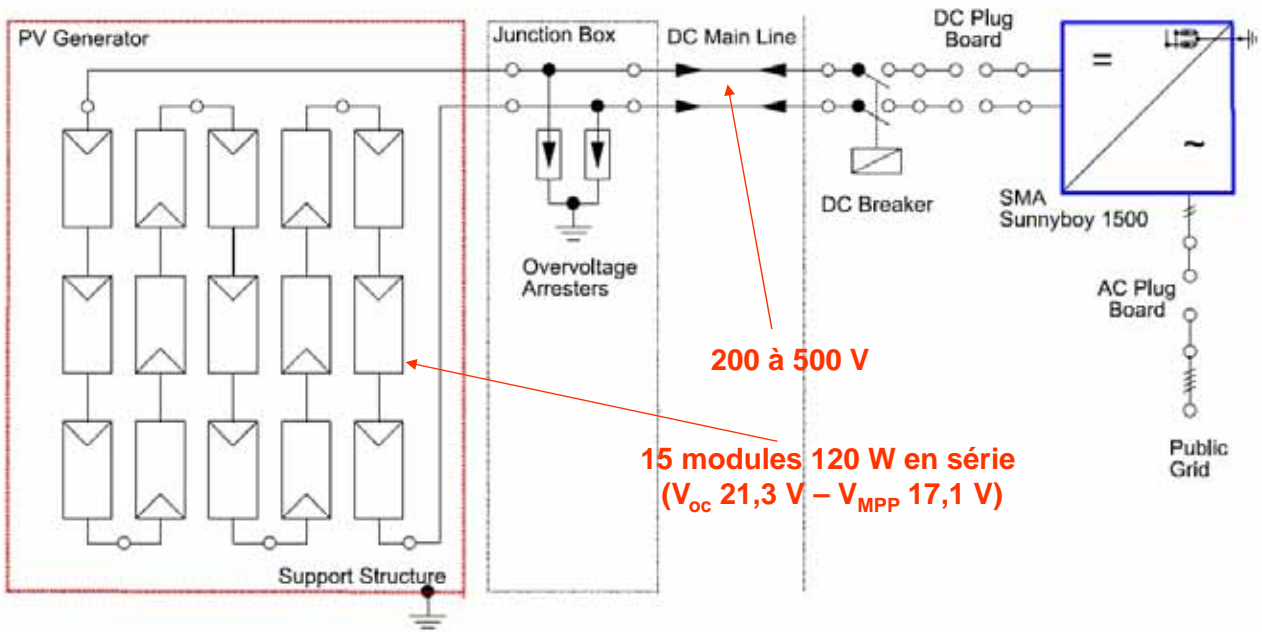 PV Generator
Junction Box
DC Main Line
DC Plug
Board
=
~
DC Breaker
SMA
Sunnyboy 1500
Overvoltage
Arresters
AC Plug
Board
200 à 500 V
15 modules 120 W en série
(Voc 21,3 V – VMPP 17,1 V)
Public
Grid
Support Structure